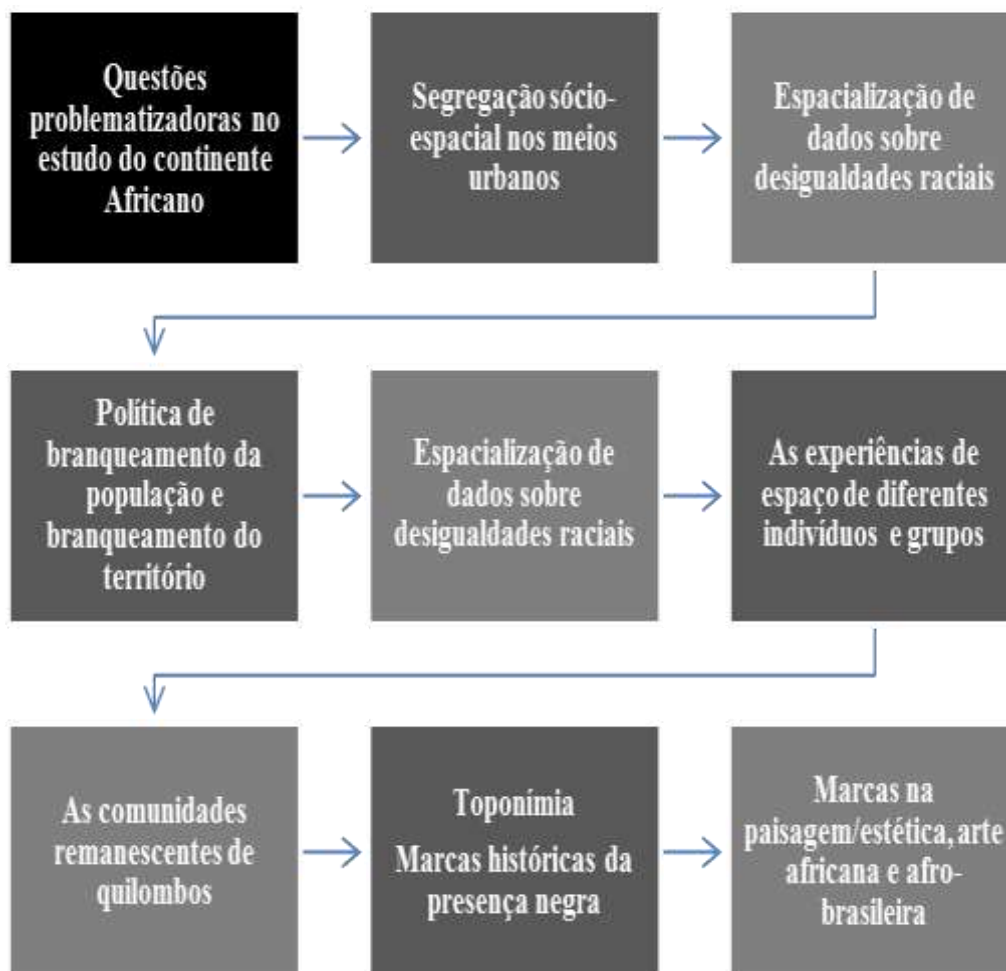 Questões
problematizadoras no
estudo do continente
Africano
Segregação sócio-
espacial nos meios
urbanos
Espacialização de
dados sobre
desigualdades raciais
Política de
branqueamento da
população e
branqueamento do
território
Espacialização de
dados sobre
desigualdades raciais
As experiências de
espaço de diferentes
indivíduos e grupos
As comunidades
remanescentes de
quilombos
Toponímia
Marcas históricas da
presença negra
Marcas na
paisagem/estética, arte
africana e afro-
brasileira